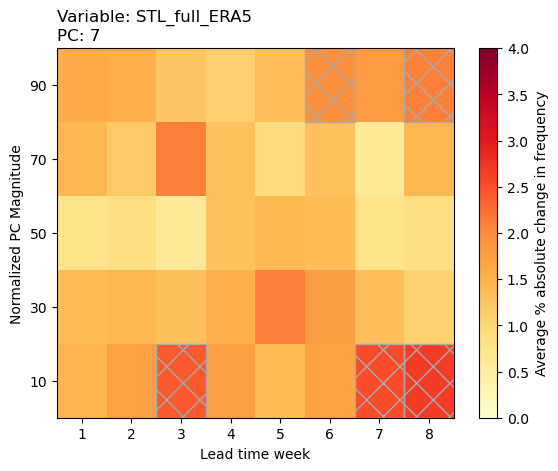 Variable: STL_full_ERA5
PC: 7
90
70
50
30
10
Normalized PC Magnitude
1 2 3 4 5 6 7 8
Lead time week
4.0
3.5
3.0
2.5
2.0
1.5
1.0
0.5
0.0
Average % absolute change in frequency